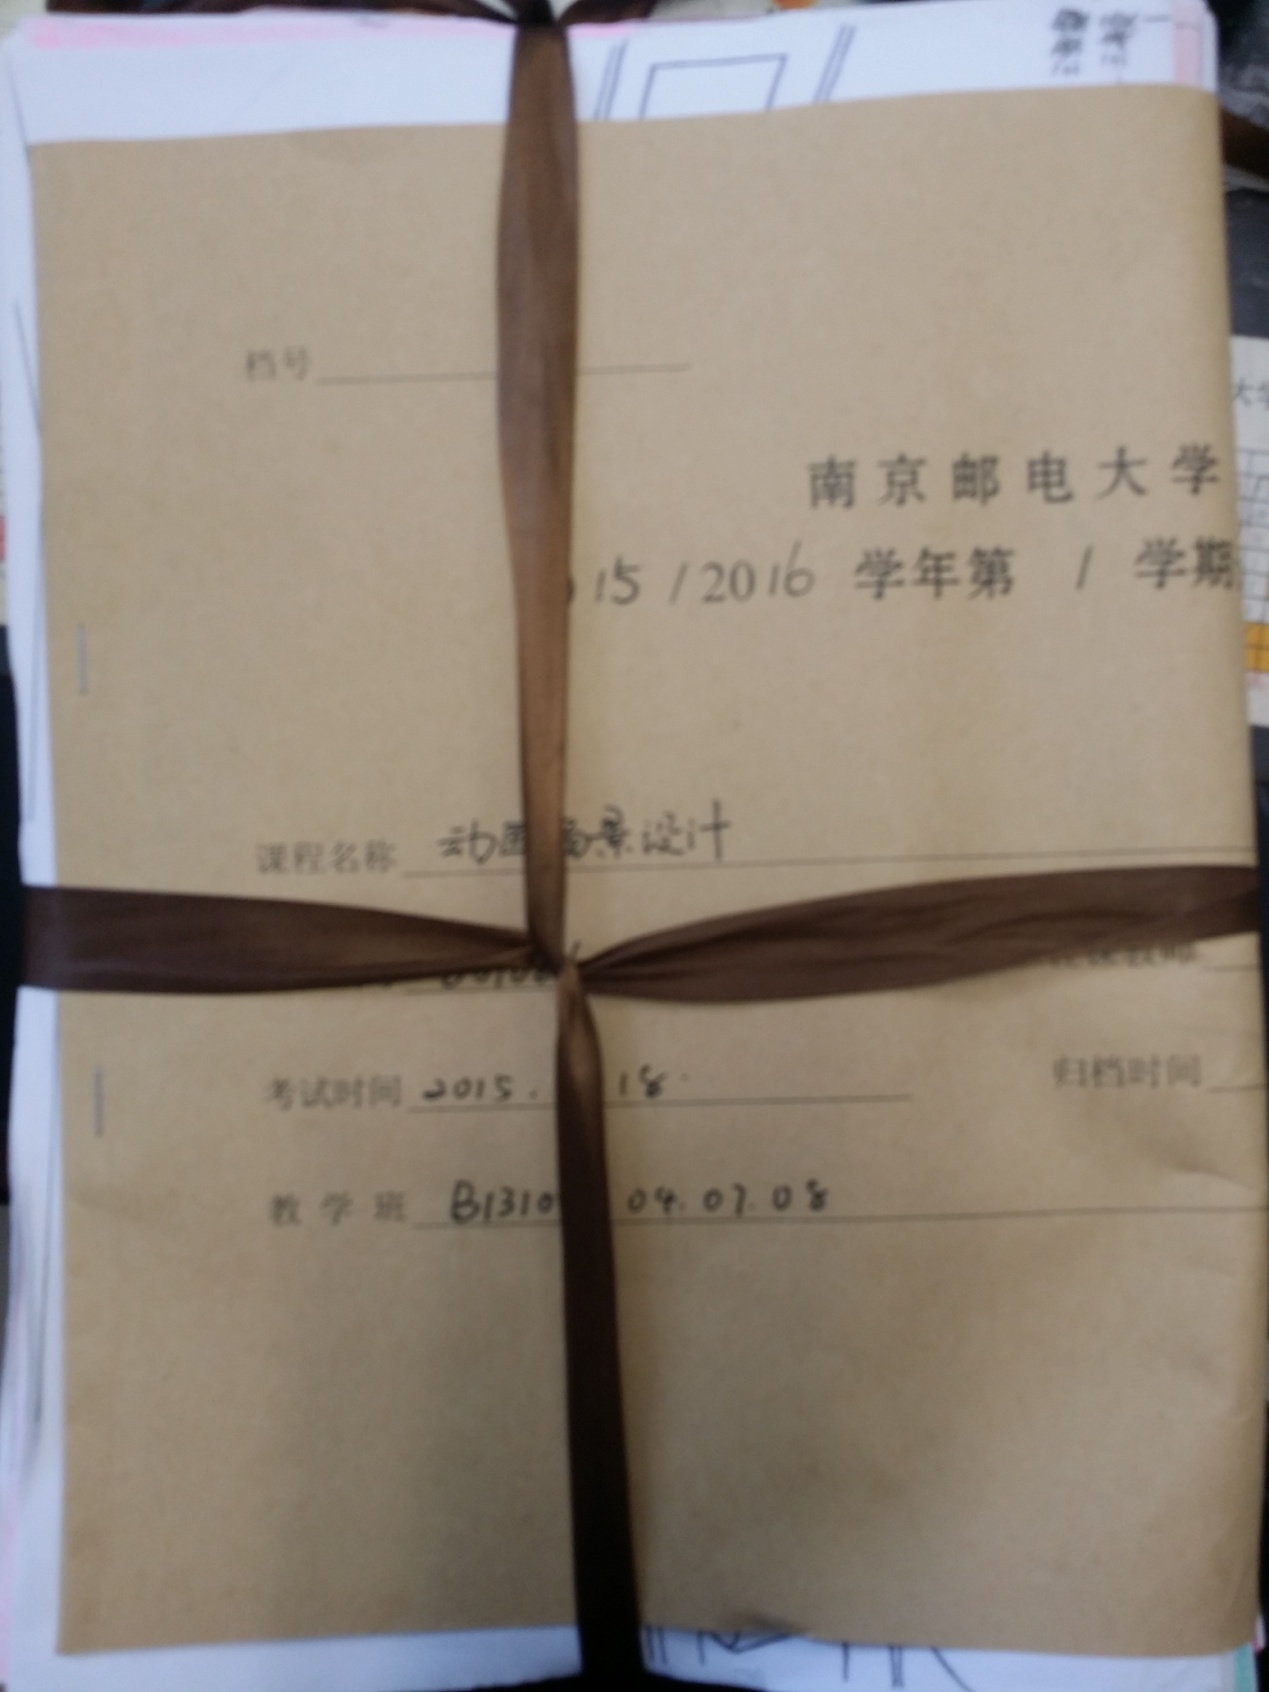 档号
南京邮电大学
15 / 2016 学年第 1 学期
课程名称 动画场景设计
考试时间 2015. 18.
归档时间
教学班 B1310 04. 07. 08